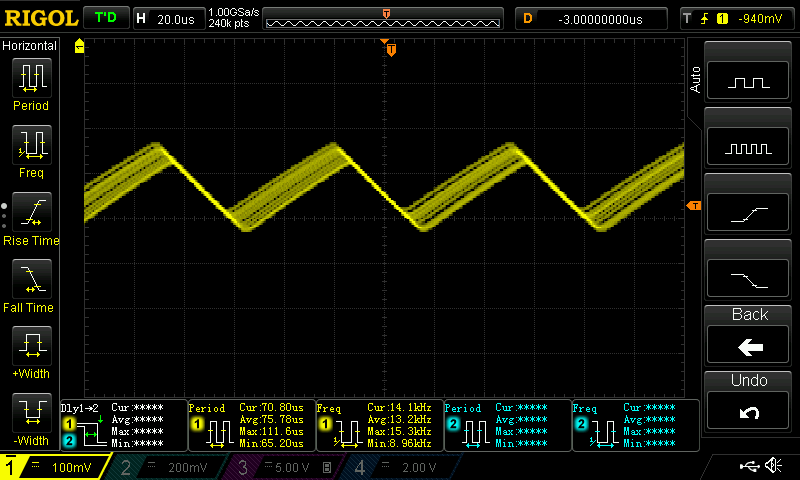 RIGOL T'D H 20.0us 1.00GSa/s 240k pts T D -3.00000000us T 1 -940mV
Horizontal
Period
Freq
Rise Time
Fall Time
+Width
-Width
T
T
Auto
Back
Undo
Dly1→2 Cur:***** Avg:***** Max:***** Min:*****
1
2
Period Cur:70.80us Avg:75.78us Max:111.6us Min:65.20us
1
Freq Cur:14.1kHz Avg:13.2kHz Max:15.3kHz Min:8.96kHz
1
Period Cur:***** Avg:***** Max:***** Min:*****
2
Freq Cur:***** Avg:***** Max:***** Min:*****
2
1 100mV 2 200mV 3 5.00 V B 4 2.00 V